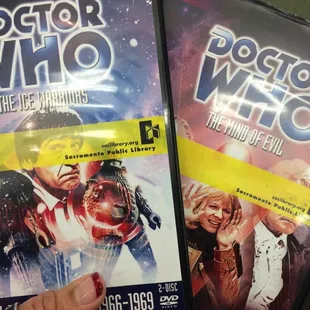 DOCTOR
WHO
THE ICE WARRIORS
saclibrary.org
Sacramento Public Library
2-DISC
1966-1969
DVD
DOCTOR
WHO
THE MIND OF EVIL
saclibrary.org
Sacramento Public